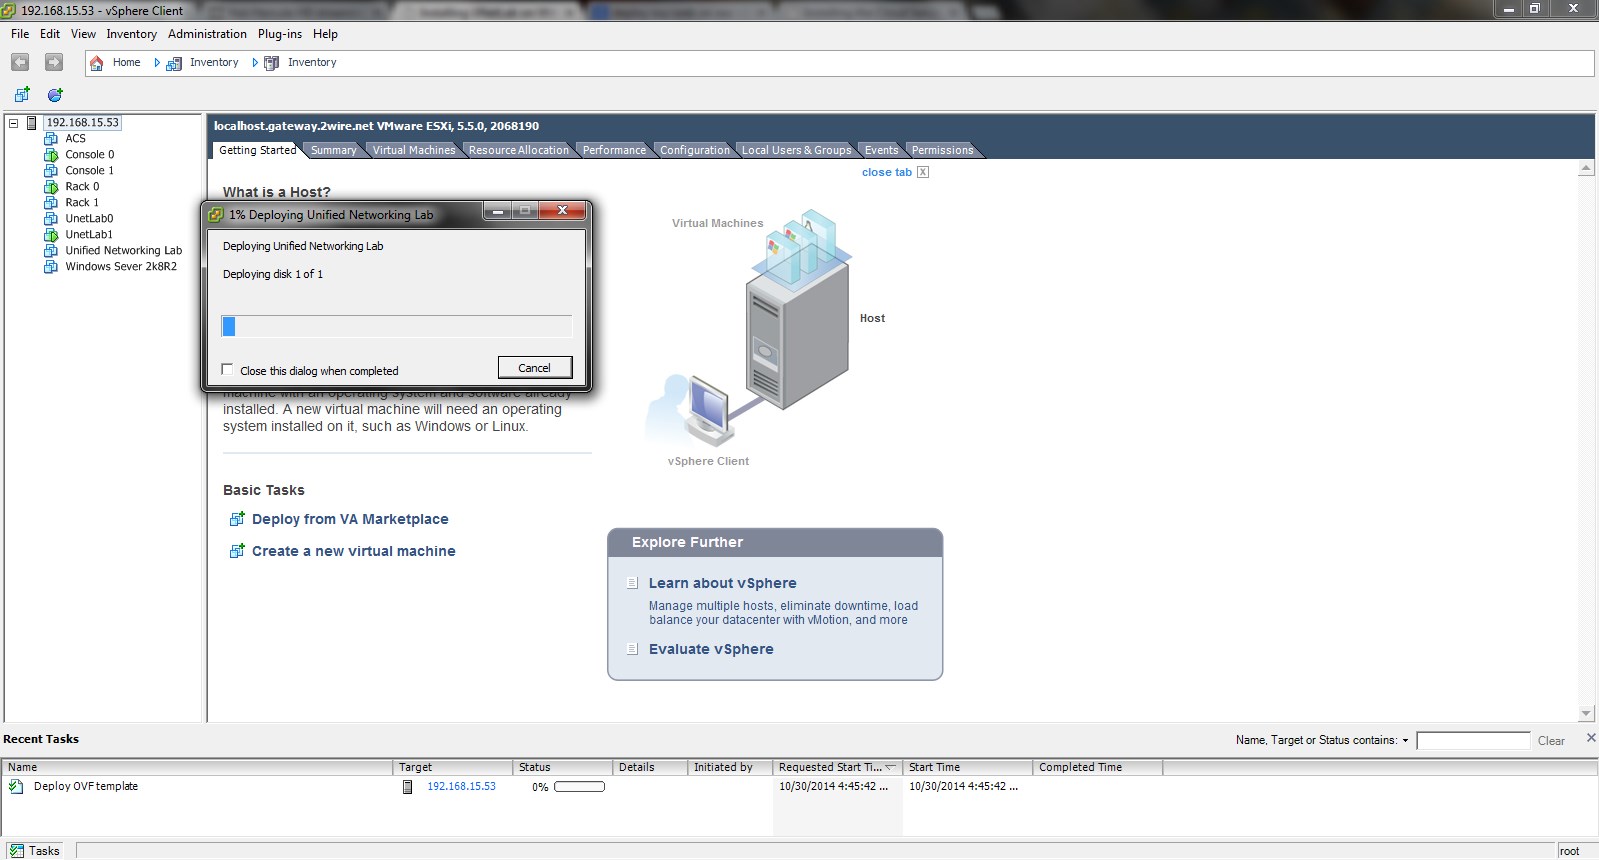 192.168.15.53 - vSphere Client
File Edit View Inventory Administration Plug-ins Help
Home Inventory Inventory
192.168.15.53
ACS
Console 0
Console 1
Rack 0
Rack 1
UnetLab0
UnetLab1
Unified Networking Lab
Windows Sever 2k8R2
localhost.gateway.2wire.net VMware ESXi, 5.5.0, 2068190
Getting Started Summary Virtual Machines Resource Allocation Performance Configuration Local Users & Groups Events Permissions
close tab X
What is a Host?
1% Deploying Unified Networking Lab
Deploying Unified Networking Lab
Deploying disk 1 of 1
Close this dialog when completed
Cancel
machine with an operating system and software already
installed. A new virtual machine will need an operating
system installed on it, such as Windows or Linux.
Virtual Machines
Host
vSphere Client
Basic Tasks
Deploy from VA Marketplace
Create a new virtual machine
Explore Further
Learn about vSphere
Manage multiple hosts, eliminate downtime, load
balance your datacenter with vMotion, and more
Evaluate vSphere
Recent Tasks
Name, Target or Status contains:
Clear
Name Target Status Details Initiated by Requested Start Ti... Start Time Completed Time
Deploy OVF template 192.168.15.53 0% 10/30/2014 4:45:42 ... 10/30/2014 4:45:42 ...
Tasks
root